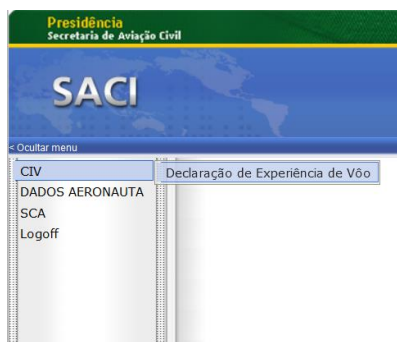 Presidência
Secretaria de Aviação Civil
SACI
< Ocultar menu
CIV
Declaração de Experiência de Vôo
DADOS AERONAUTA
SCA
Logoff